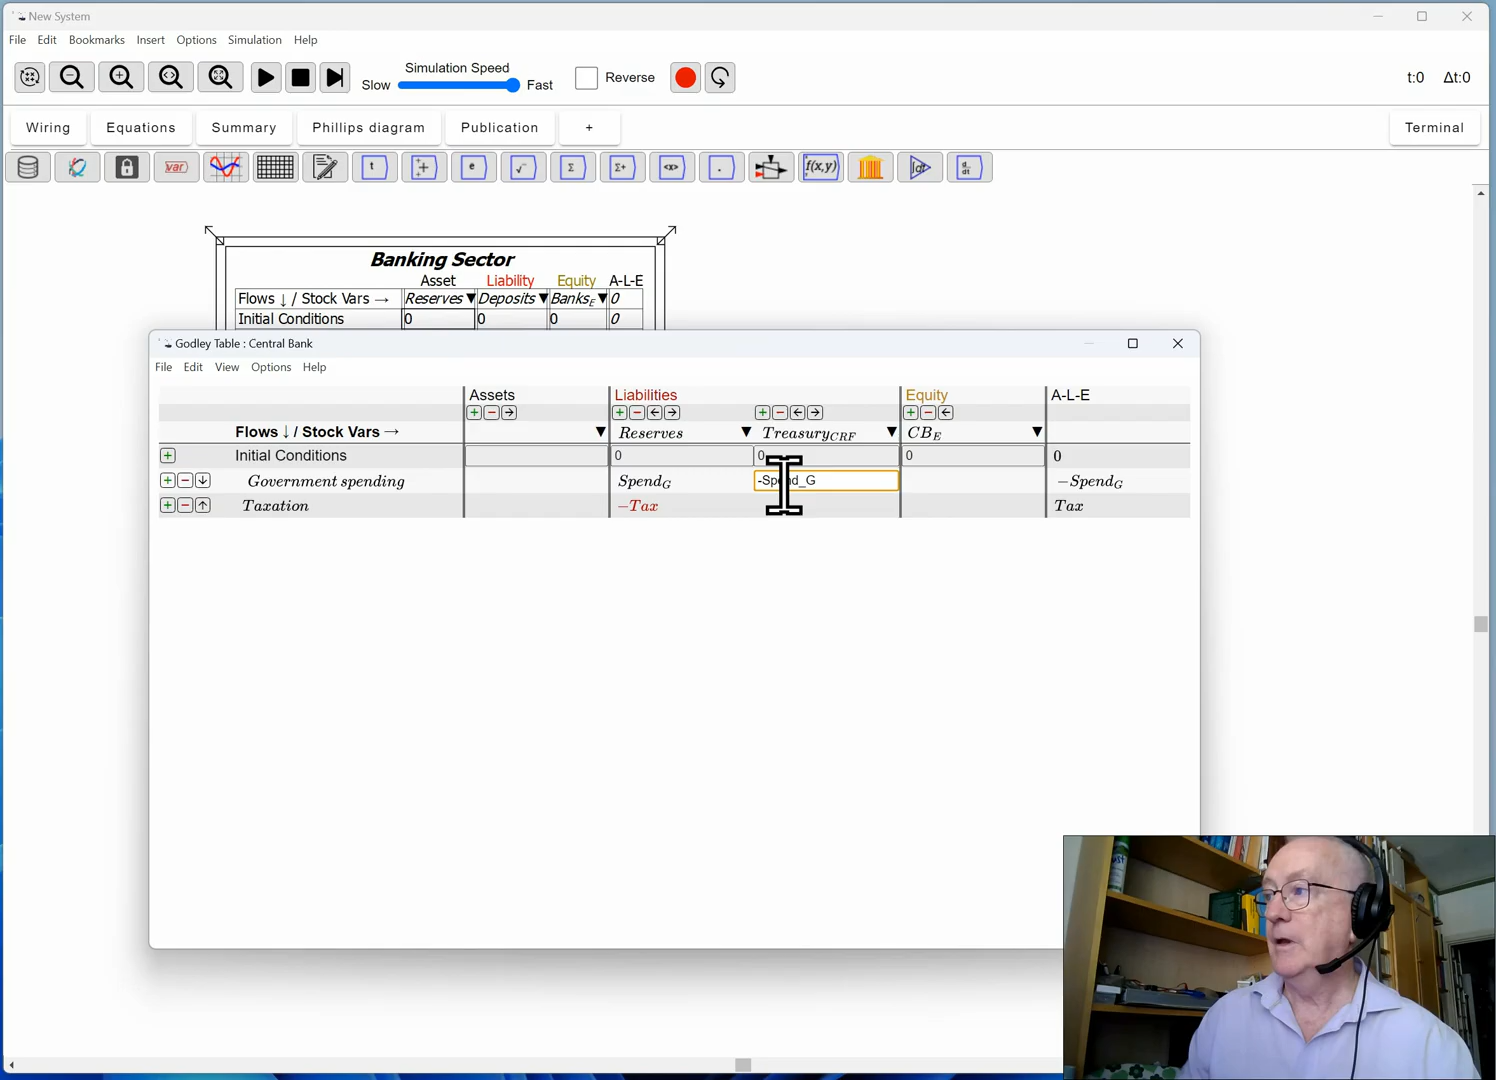 New System
File Edit Bookmarks Insert Options Simulation Help
Simulation Speed
Slow Fast Reverse t:0 Δt:0
Wiring Equations Summary Phillips diagram Publication + Terminal
var t e √ Σ Σ+ <x> . f(x,y) ∫dt d/dt
Banking Sector
Asset Liability Equity A-L-E
Flows ↓ / Stock Vars → Reserves ▼ Deposits ▼ Banks_E ▼ 0
Initial Conditions 0 0 0 0
Godley Table : Central Bank
File Edit View Options Help
Assets Liabilities Equity A-L-E
+ - → + - ← → + - ← → + - ←
Flows ↓ / Stock Vars → ▼ Reserves ▼ Treasury_CRF ▼ CB_E ▼
+ Initial Conditions 0 0 0 0
+ - ↓ Government spending Spend_G -Spend_G −Spend_G
+ - ↑ Taxation −Tax Tax